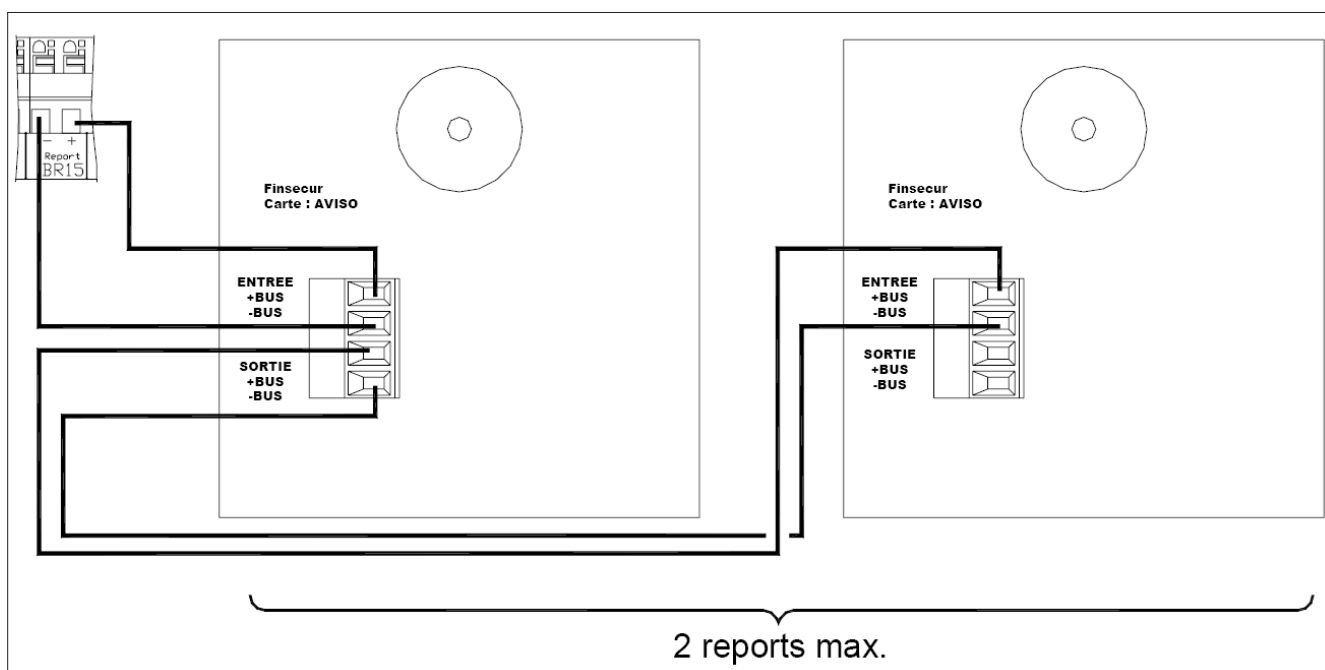 - +
Report
BR15
Finsecur
Carte : AVISO
ENTREE
+BUS
-BUS
SORTIE
+BUS
-BUS
Finsecur
Carte : AVISO
ENTREE
+BUS
-BUS
SORTIE
+BUS
-BUS
2 reports max.